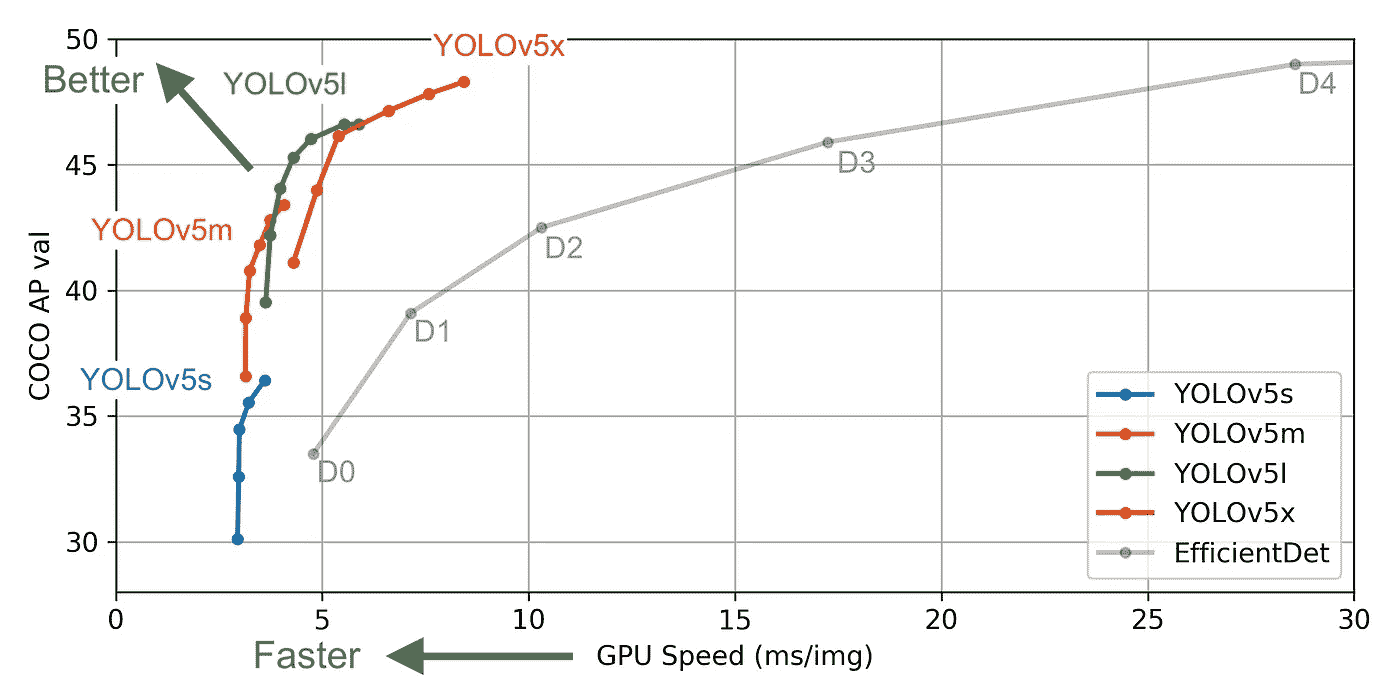 50
YOLOv5x
Better
YOLOv5l
D4
45
D3
YOLOv5m
D2
COCO AP val
40
D1
YOLOv5s
35
D0
30
YOLOv5s
YOLOv5m
YOLOv5l
YOLOv5x
EfficientDet
0 5 10 15 20 25 30
Faster GPU Speed (ms/img)